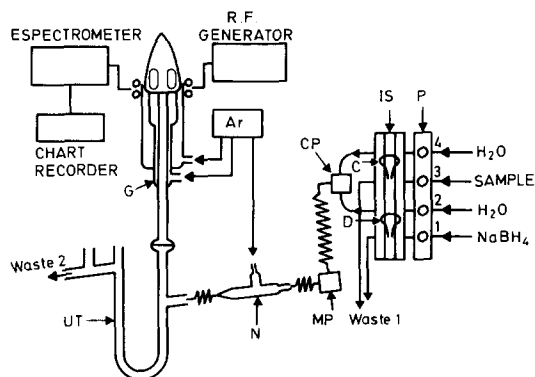 ESPECTROMETER
R.F.
GENERATOR
CHART
RECORDER
Ar
G
IS
P
CP
C
D
4
H2O
3
SAMPLE
2
H2O
1
NaBH4
Waste 2
UT
N
MP
Waste 1